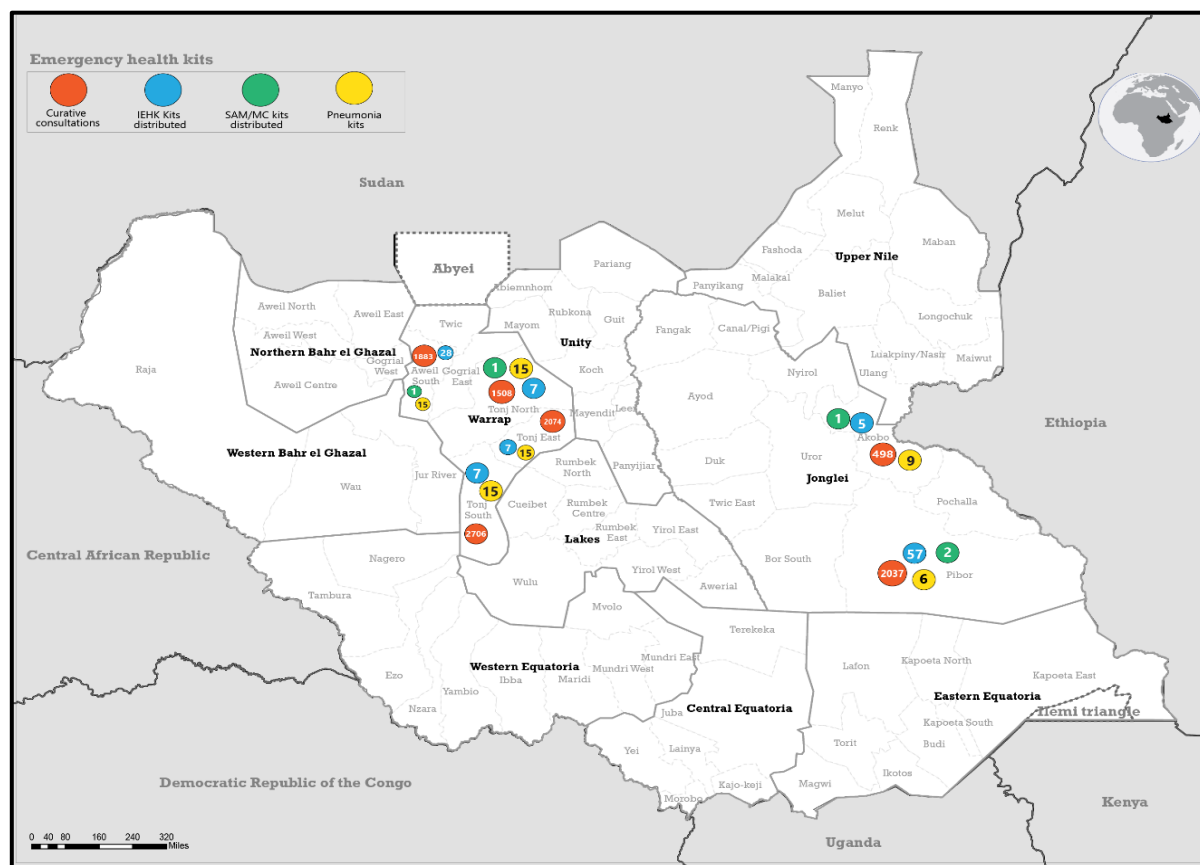 Emergency health kits
Curative
consultations
IEHK Kits
distributed
SAM/MC kits
distributed
Pneumonia
kits
Sudan
Manyo
Renk
Melut
Maban
Fashoda
Upper Nile
Malakal
Panyikang
Baliet
Longochuk
Luakpiny/Nasir
Maiwut
Ulang
Abyei
Pariang
Abiemnhom
Rubkona
Guit
Mayom
Unity
Koch
Mayendit
Leer
Panyijiar
Aweil North
Aweil East
Aweil West
Northern Bahr el Ghazal
Aweil Centre
Gogrial
West
Aweil
South
Raja
Twic
1883
28
1
15
Gogrial
East
1
15
1508
7
Tonj North
Warrap
2074
Tonj East
7
15
7
15
Tonj
South
2706
Western Bahr el Ghazal
Wau
Jur River
Fangak
Canal/Pigi
Nyirol
Ayod
1
5
Akobo
498
9
Uror
Jonglei
Duk
Twic East
Pochalla
Bor South
57
2
2037
6
Pibor
Rumbek
North
Cueibet
Rumbek
Centre
Rumbek
East
Yirol East
Lakes
Yirol West
Wulu
Awerial
Nagero
Tambura
Mvolo
Mundri East
Mundri West
Western Equatoria
Ezo
Yambio
Ibba
Maridi
Nzara
Terekeka
Central Equatoria
Juba
Yei
Lainya
Kajo-keji
Morobo
Lafon
Kapoeta North
Kapoeta East
Eastern Equatoria
Kapoeta South
Torit
Budi
Ikotos
Magwi
Ilemi triangle
Ethiopia
Central African Republic
Democratic Republic of the Congo
Uganda
Kenya
0 40 80 160 240 320
Miles